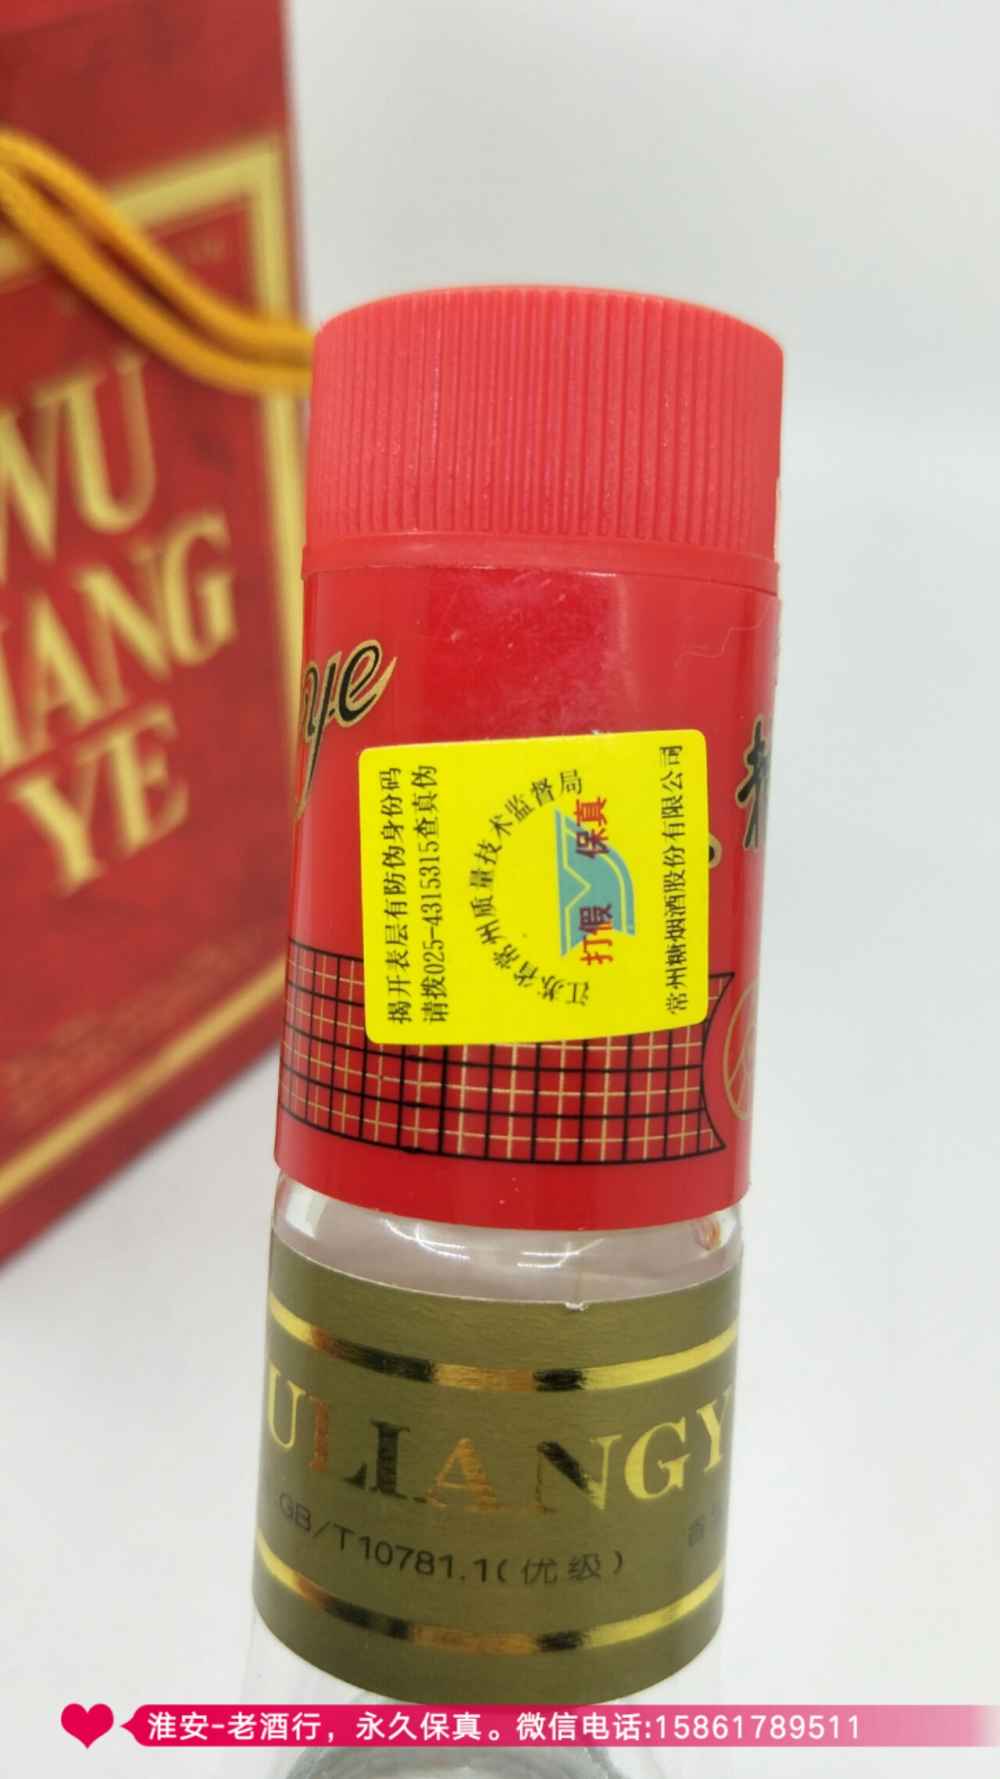 WU
LIANG
YE
ye
揭开表层有防伪身份码
请拨025-4315315查真伪
江苏省常州质量技术监督局
打假 保真
常州糖烟酒股份有限公司
ULIANGY
GB/T10781.1(优级)
淮安-老酒行，永久保真。微信电话:15861789511